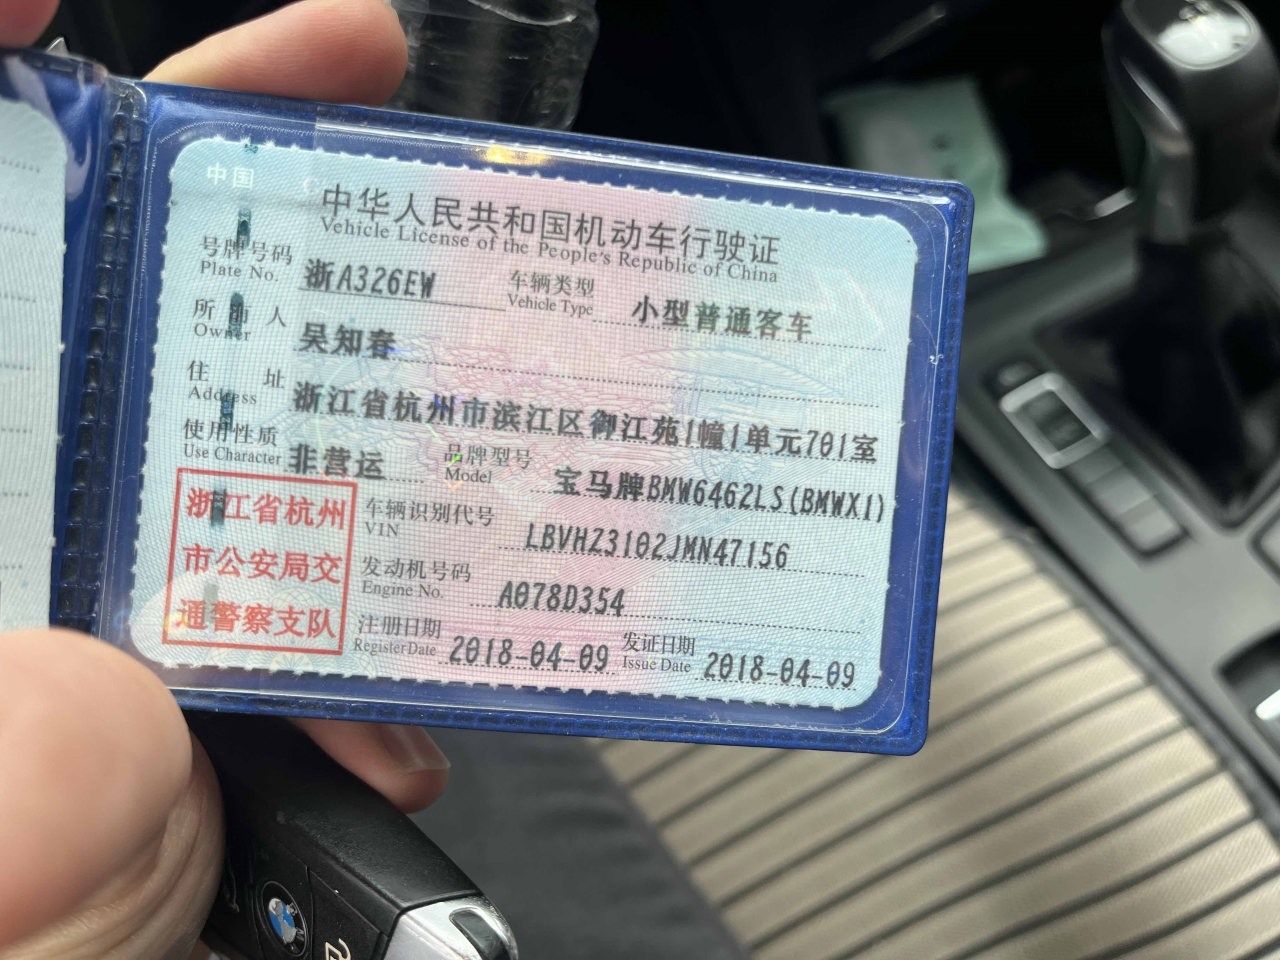 中国
中华人民共和国机动车行驶证
Vehicle License of the People's Republic of China
号牌号码 浙A326EW 车辆类型 小型普通客车
Plate No. Vehicle Type
所有人 吴知春
Owner
住址 浙江省杭州市滨江区御江苑1幢1单元701室
Address
使用性质 非营运 品牌型号 宝马牌BMW6462LS(BMWX1)
Use Character Model
浙江省杭州
市公安局交
通警察支队
车辆识别代号 LBVHZ3102JMN47156
VIN
发动机号码 A078D354
Engine No.
注册日期 2018-04-09 发证日期 2018-04-09
Register Date Issue Date